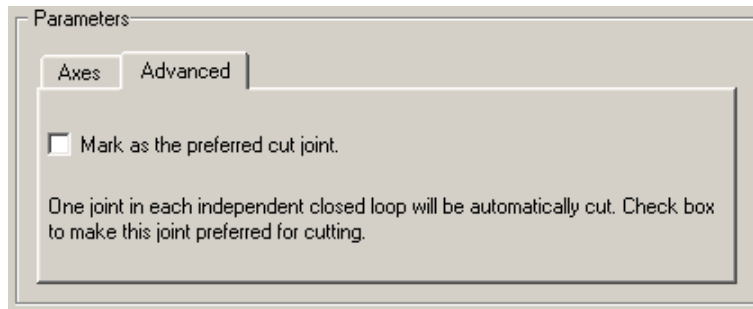 Parameters
Axes
Advanced
Mark as the preferred cut joint.
One joint in each independent closed loop will be automatically cut. Check box
to make this joint preferred for cutting.